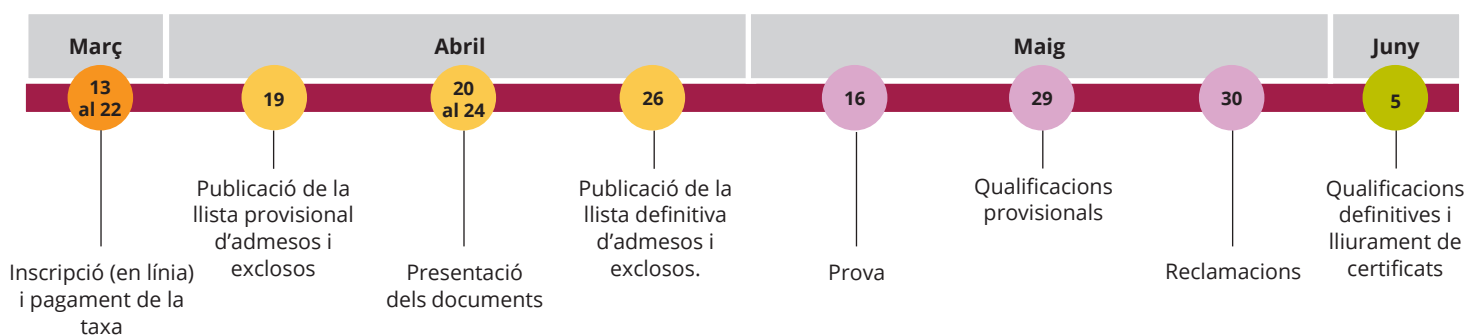 Març
Abril
Maig
Juny
13
al 22
19
20
al 24
26
16
29
30
5
Inscripció (en línia)
i pagament de la
taxa
Publicació de la
llista provisional
d'admesos i
exclosos
Presentació
dels documents
Publicació de la
llista definitiva
d'admesos i
exclosos.
Prova
Qualificacions
provisionals
Reclamacions
Qualificacions
definitives i
lliurament de
certificats